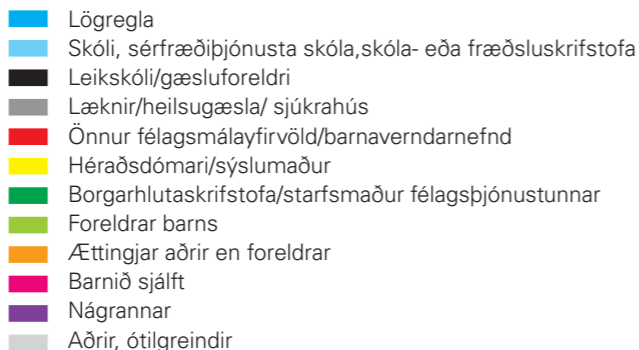 Lögregla
Skóli, sérfræðiþjónusta skóla,skóla- eða fræðsluskrifstofa
Leikskóli/gæsluforeldri
Læknir/heilsugæsla/ sjúkrahús
Önnur félagsmálayfirvöld/barnaverndarnefnd
Héraðsdómari/sýslumaður
Borgarhlutaskrifstofa/starfsmaður félagsþjónustunnar
Foreldrar barns
Ættingjar aðrir en foreldrar
Barnið sjálft
Nágrannar
Aðrir, ótilgreindir